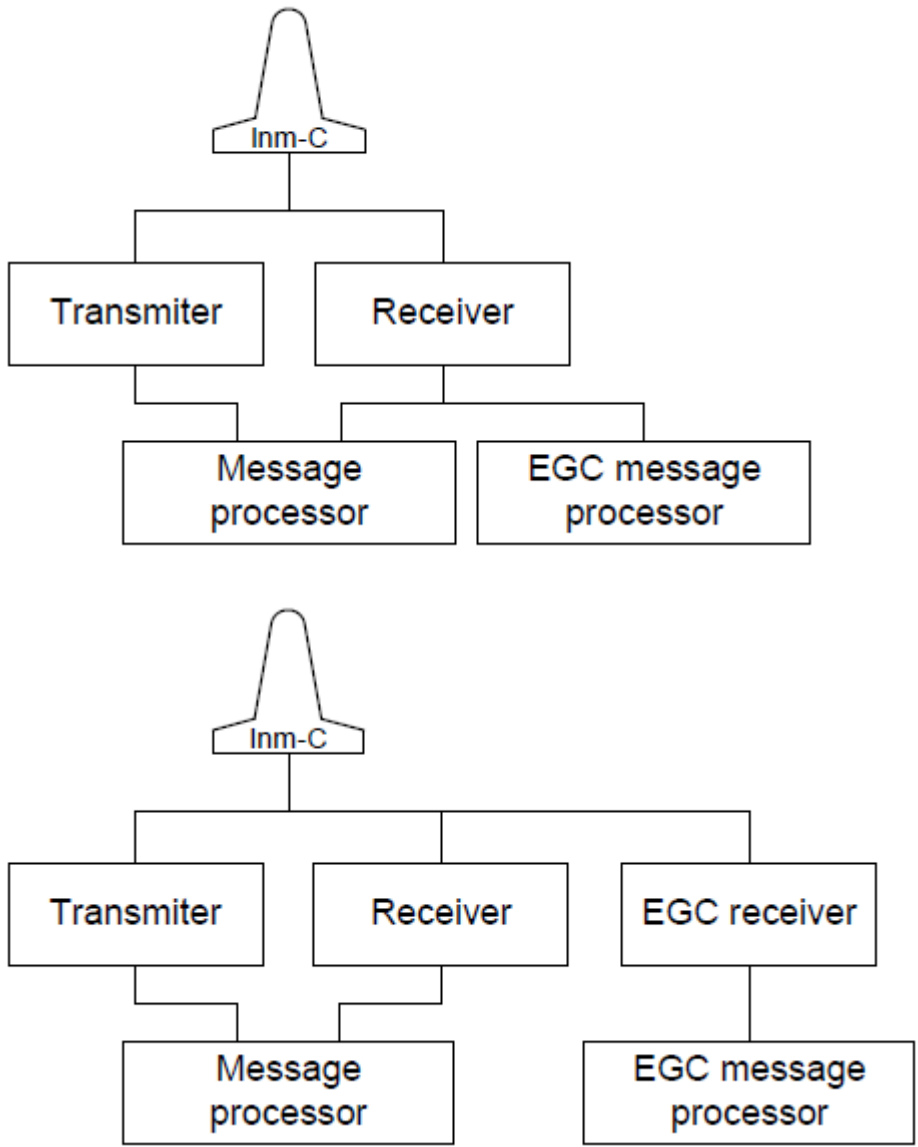 Inm-C
Transmiter
Receiver
Message
processor
EGC message
processor
Inm-C
Transmiter
Receiver
EGC receiver
Message
processor
EGC message
processor